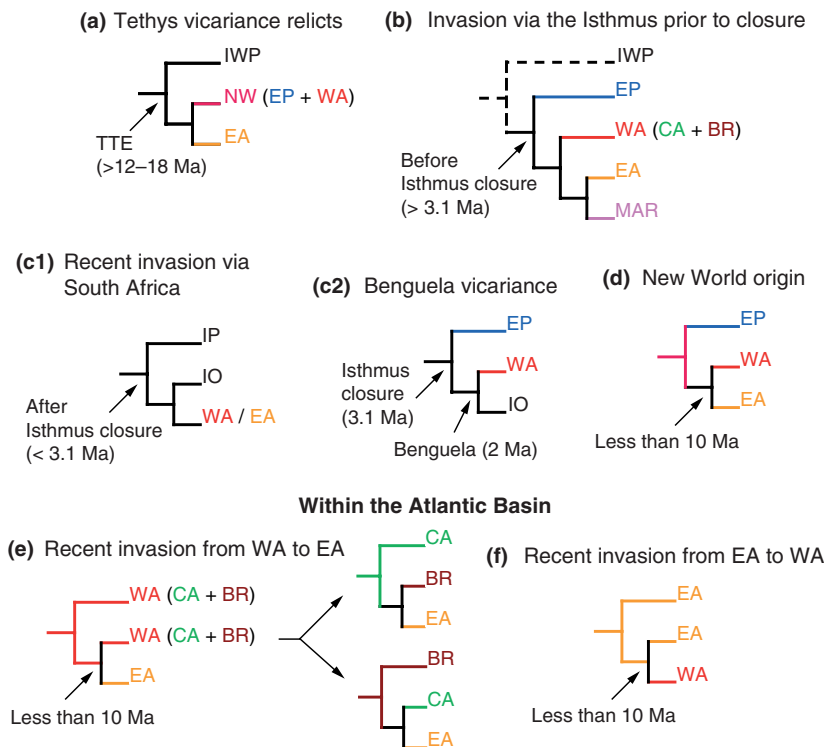 (a) Tethys vicariance relicts
IWP
NW (EP + WA)
EA
TTE
(>12–18 Ma)
(b) Invasion via the Isthmus prior to closure
IWP
EP
WA (CA + BR)
EA
MAR
Before
Isthmus closure
(> 3.1 Ma)
(c1) Recent invasion via
South Africa
IP
IO
WA / EA
After
Isthmus closure
(< 3.1 Ma)
(c2) Benguela vicariance
EP
WA
IO
Isthmus
closure
(3.1 Ma)
Benguela (2 Ma)
(d) New World origin
EP
WA
EA
Less than 10 Ma
Within the Atlantic Basin
(e) Recent invasion from WA to EA
WA (CA + BR)
WA (CA + BR)
EA
Less than 10 Ma
CA
BR
EA
BR
CA
EA
(f) Recent invasion from EA to WA
EA
EA
WA
Less than 10 Ma